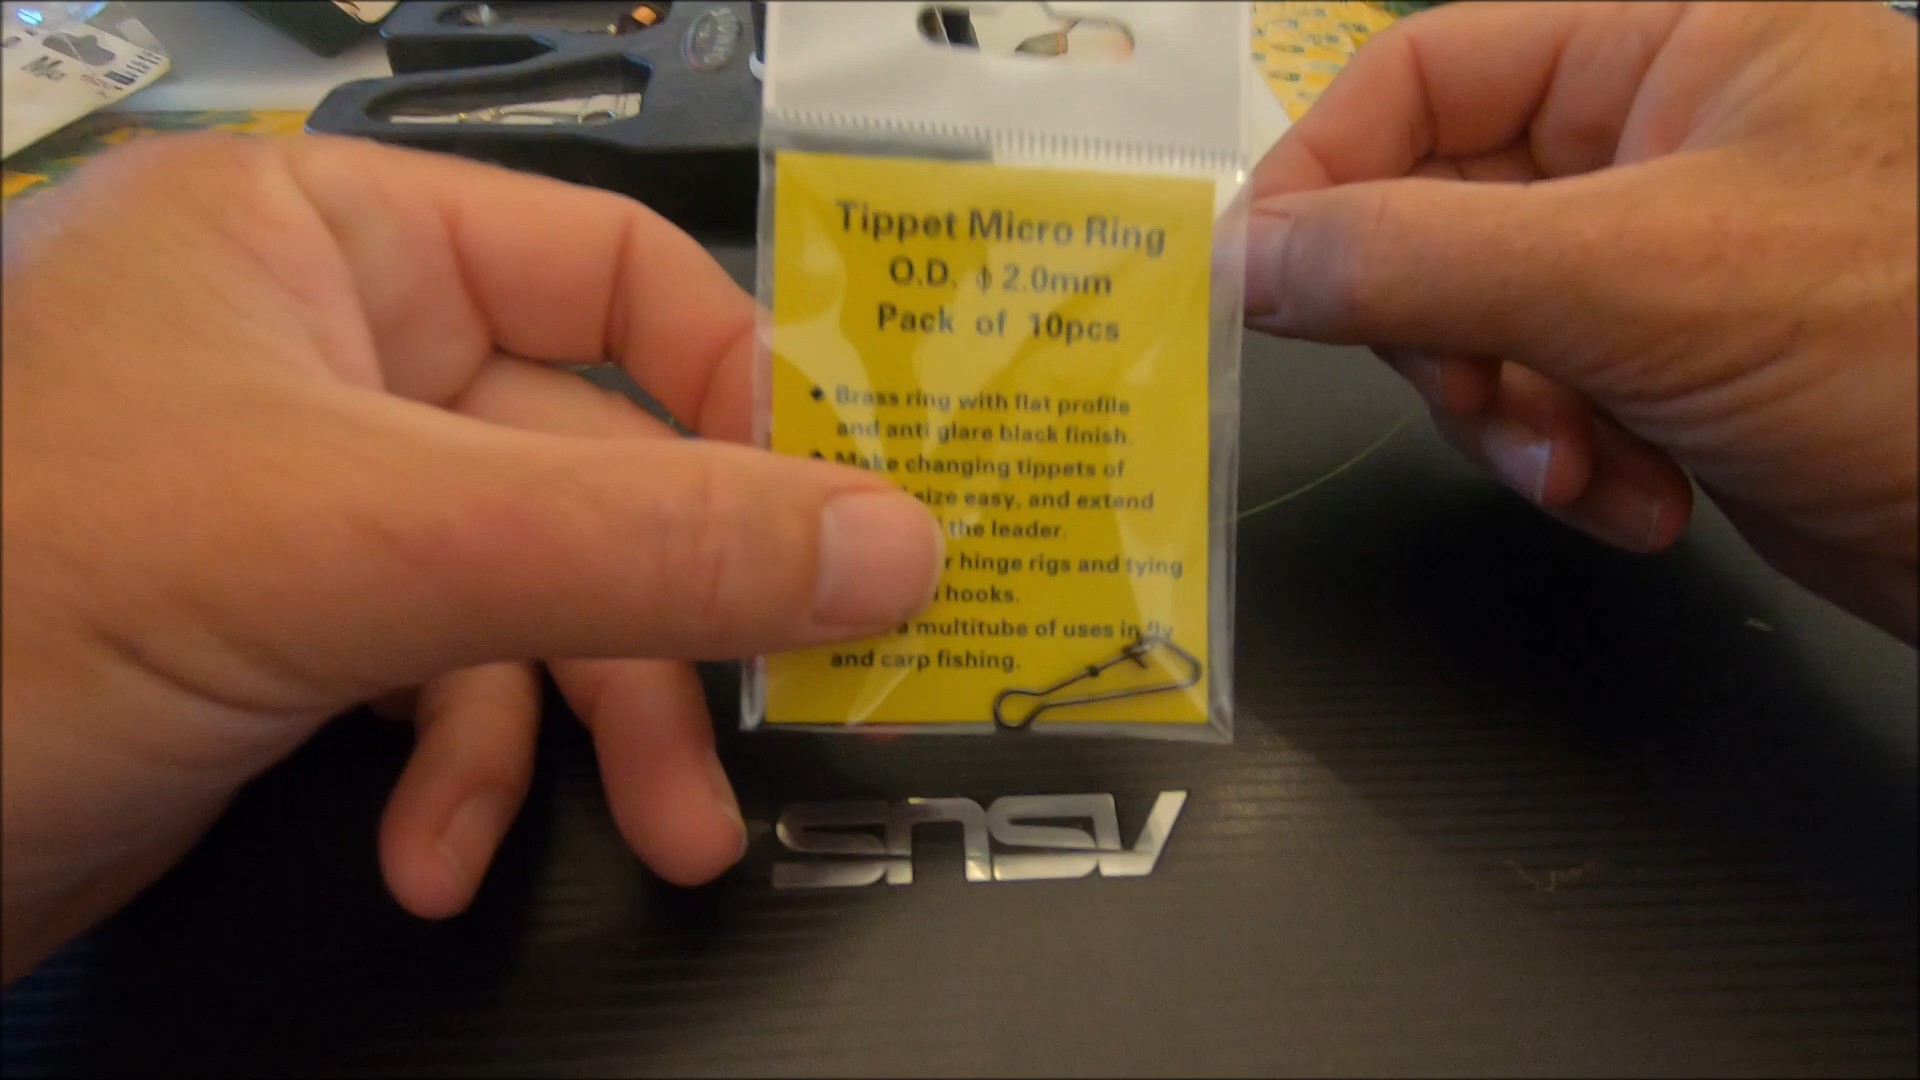 Tippet Micro Ring
O.D. ϕ 2.0mm
Pack of 10pcs
◆ Brass ring with flat profile
and anti glare black finish.
◆ Make changing tippets of
size easy, and extend
the leader.
hinge rigs and tying
hooks.
a multitube of uses in fly
and carp fishing.
ASUS